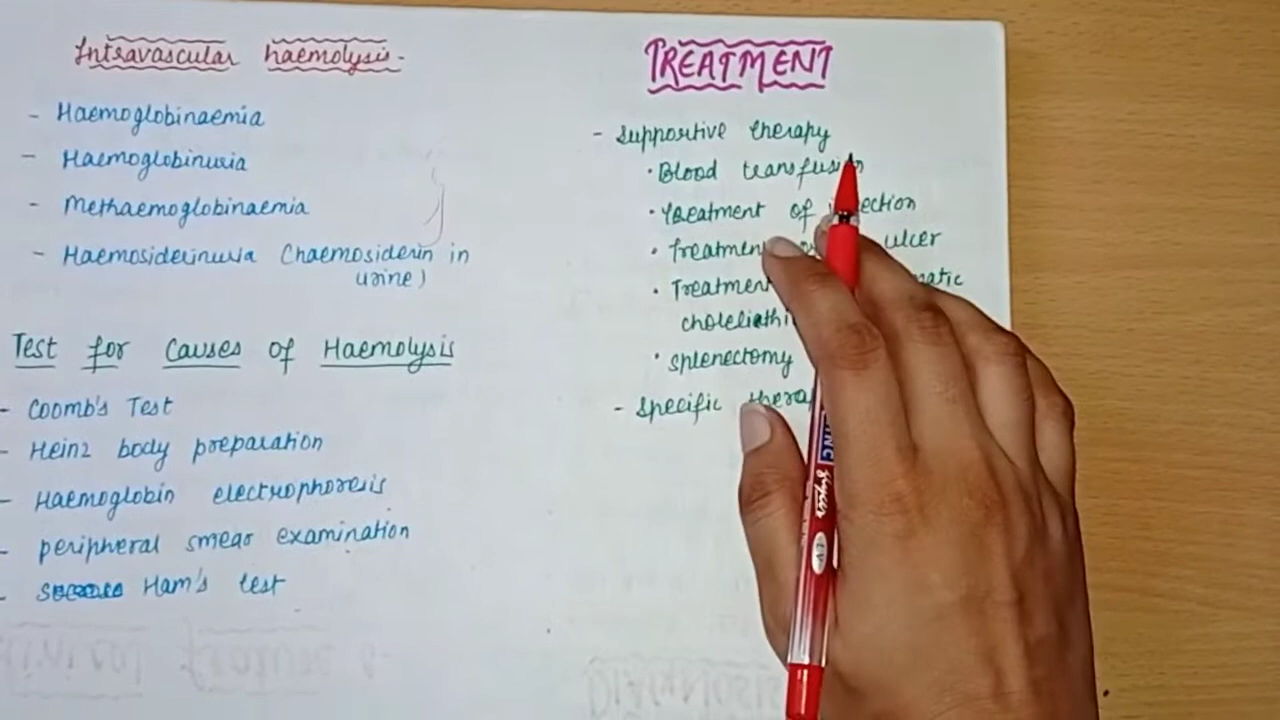 Intravascular haemolysis-
- Haemoglobinaemia
- Haemoglobinuria
- Methaemoglobinaemia
- Haemosiderinuria (haemosiderin in
urine)
Test for Causes of Haemolysis
- Coomb's Test
- Heinz body preparation
- Haemoglobin electrophoresis
- peripheral smear examination
- Ham's test
TREATMENT
- Supportive therapy
• Blood transfusion
• Treatment of
• Treatment ulcer
• Treatment
• Splenectomy
- Specific